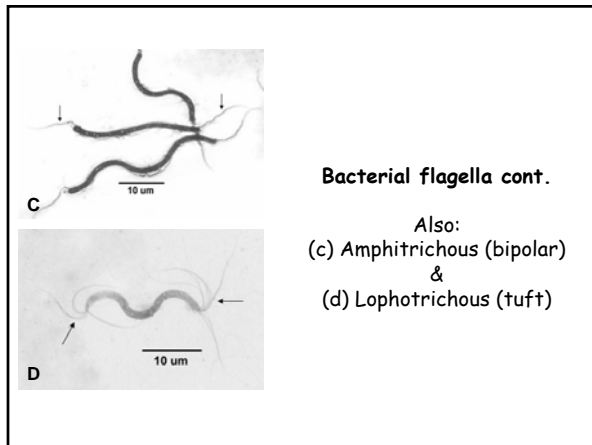 C
10 um
D
10 um
Bacterial flagella cont.
Also:
(c) Amphitrichous (bipolar)
&
(d) Lophotrichous (tuft)